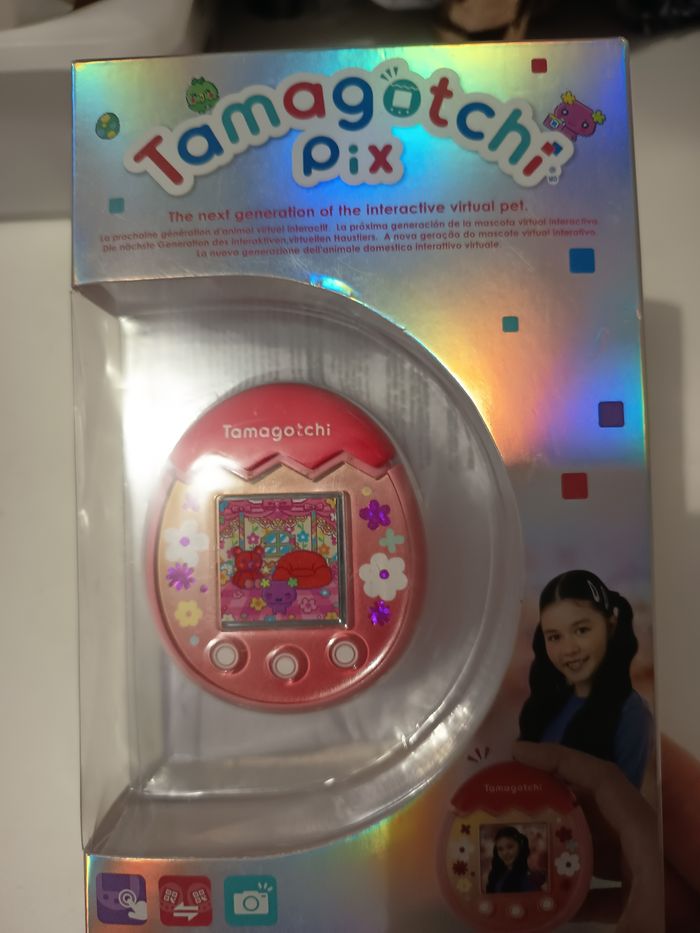 Tamagotchi
Pix
The next generation of the interactive virtual pet.
La prochaine génération d'animal virtuel interactif. La próxima generación de la mascota virtual interactiva.
Die nächste Generation des interaktiven, virtuellen Haustiers. A nova geração do mascote virtual interativo.
La nuova generazione dell'animale domestico interattivo virtuale.
Tamagotchi
Tamagotchi